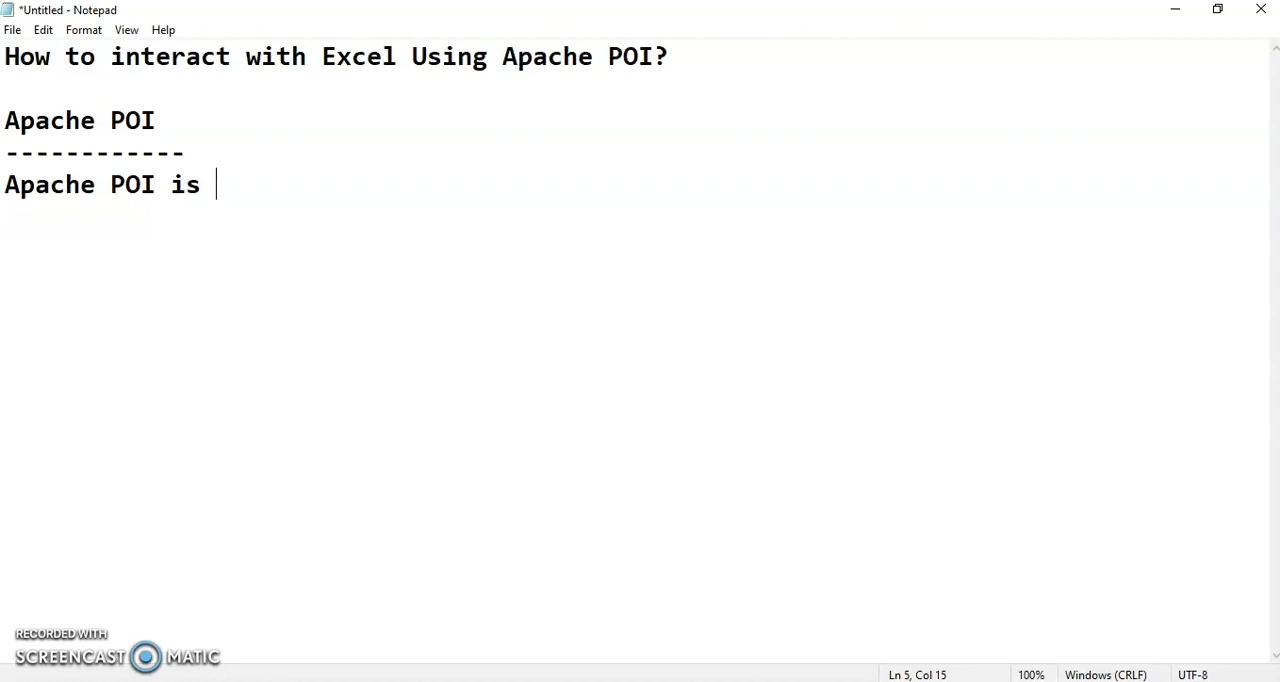 *Untitled - Notepad
File Edit Format View Help
How to interact with Excel Using Apache POI?
Apache POI
------------
Apache POI is
RECORDED WITH
SCREENCAST MATIC
Ln 5, Col 15 100% Windows (CRLF) UTF-8